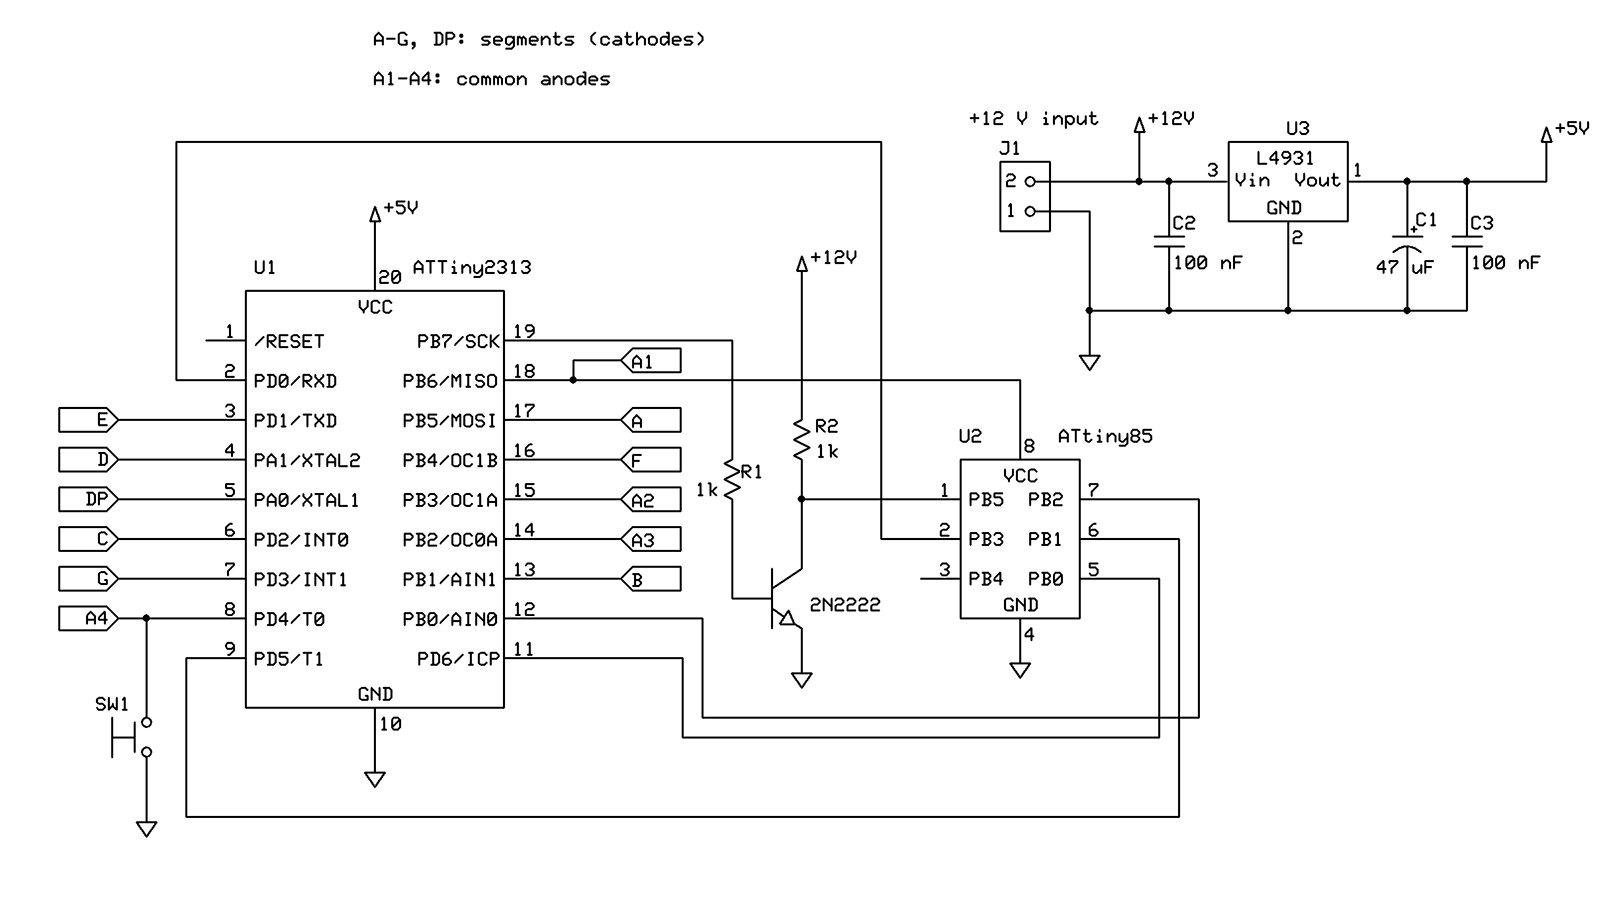 A-G, DP: segments (cathodes)
A1-A4: common anodes
+12 V input
+12V
U3
+5V
J1
L4931
3
Vin
Vout
1
2
GND
1
C2
C1
C3
+
2
100 nF
47 uF
100 nF
+5V
+12V
U1
20
ATTiny2313
VCC
1
/RESET
PB7/SCK
19
A1
2
PD0/RXD
PB6/MISO
18
E
3
PD1/TXD
PB5/MOSI
17
A
R2
1k
U2
8
ATtiny85
D
4
PA1/XTAL2
PB4/OC1B
16
F
R1
1k
VCC
DP
5
PA0/XTAL1
PB3/OC1A
15
A2
1
PB5
PB2
7
C
6
PD2/INT0
PB2/OC0A
14
A3
2
PB3
PB1
6
G
7
PD3/INT1
PB1/AIN1
13
B
3
PB4
PB0
5
2N2222
GND
A4
8
PD4/T0
PB0/AIN0
12
4
9
PD5/T1
PD6/ICP
11
GND
SW1
10